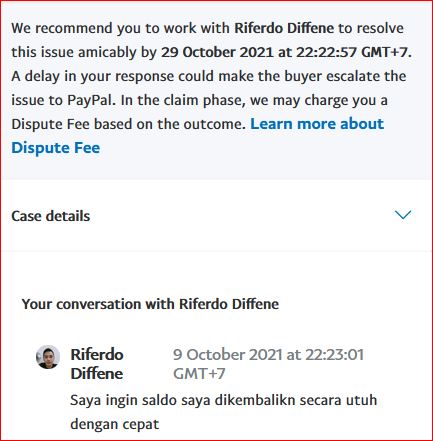 We recommend you to work with Riferdo Diffene to resolve
this issue amicably by 29 October 2021 at 22:22:57 GMT+7.
A delay in your response could make the buyer escalate the
issue to PayPal. In the claim phase, we may charge you a
Dispute Fee based on the outcome. Learn more about
Dispute Fee
Case details
Your conversation with Riferdo Diffene
Riferdo
Diffene
9 October 2021 at 22:23:01
GMT+7
Saya ingin saldo saya dikembalikn secara utuh
dengan cepat